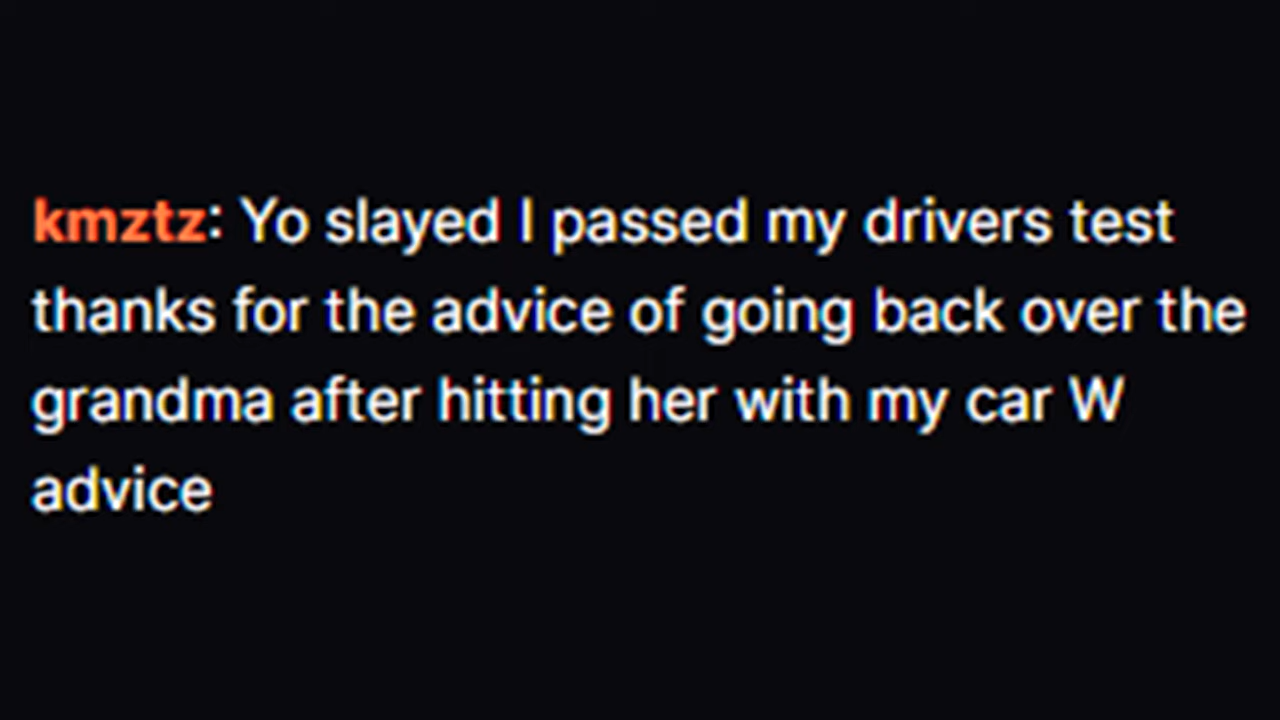 kmztz: Yo slayed I passed my drivers test
thanks for the advice of going back over the
grandma after hitting her with my car W
advice